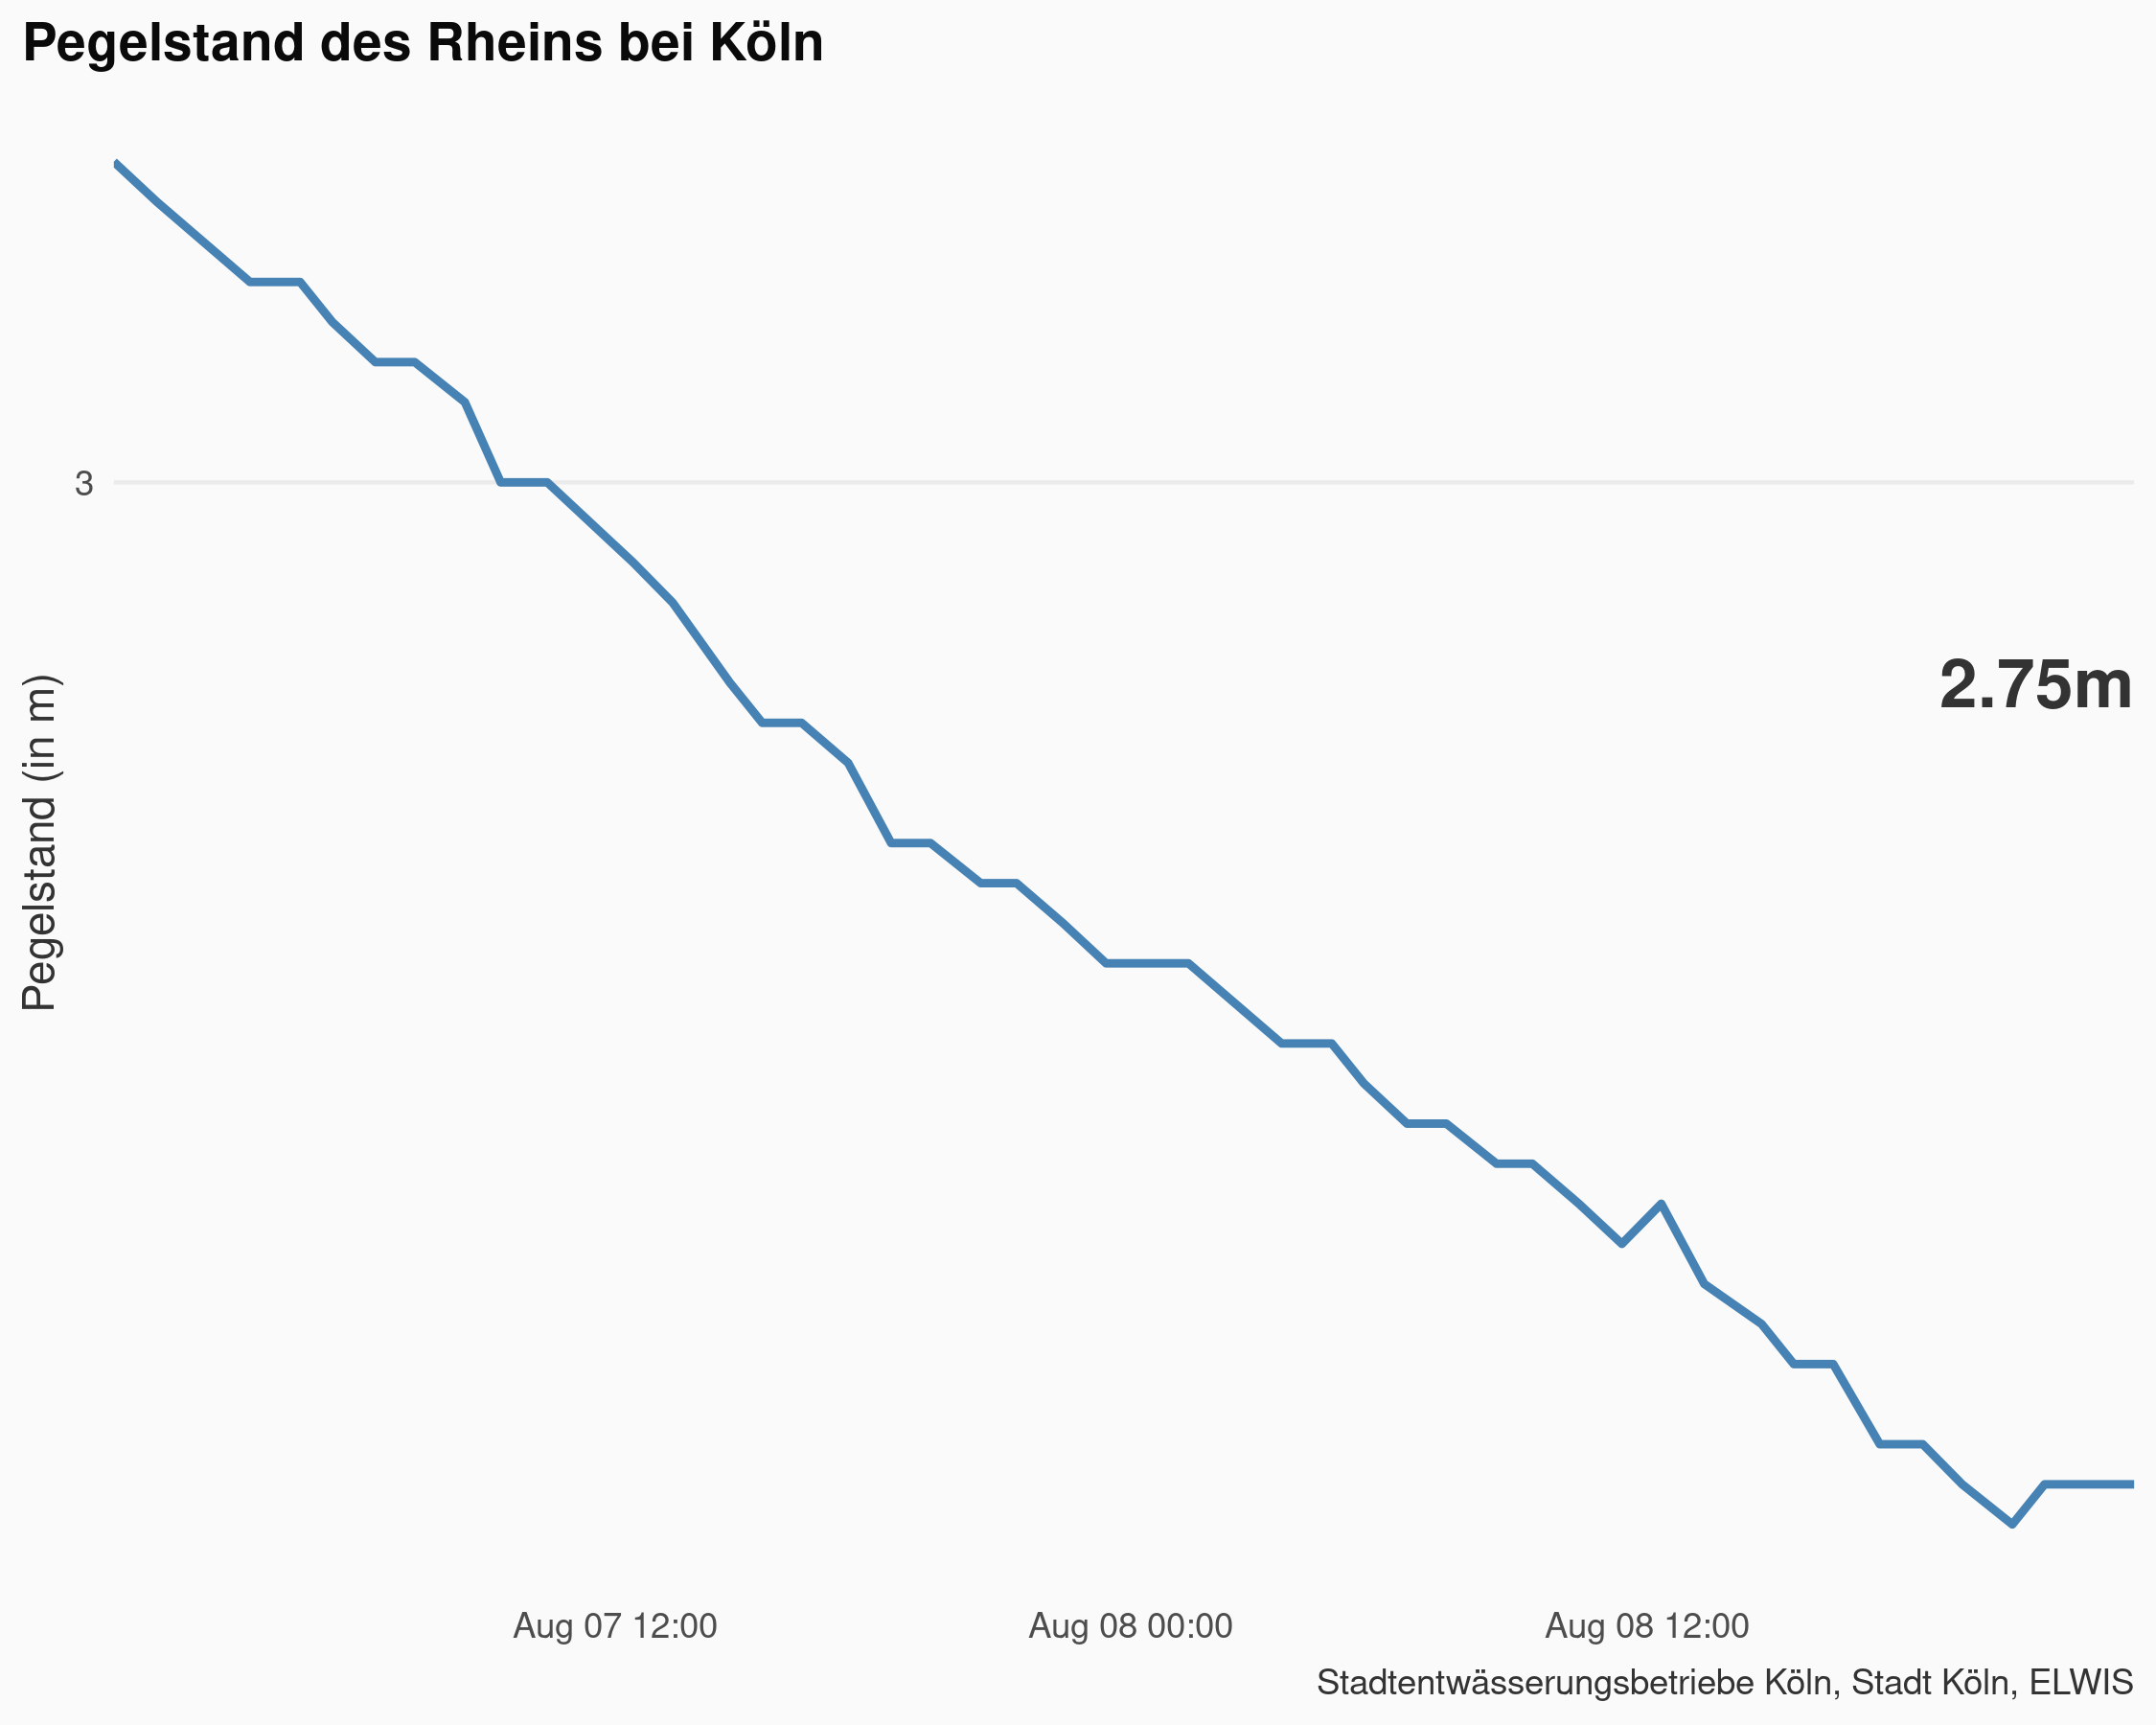 Pegelstand des Rheins bei Köln
3
2.75m
Pegelstand (in m)
Aug 07 12:00
Aug 08 00:00
Aug 08 12:00
Stadtentwässerungsbetriebe Köln, Stadt Köln, ELWIS